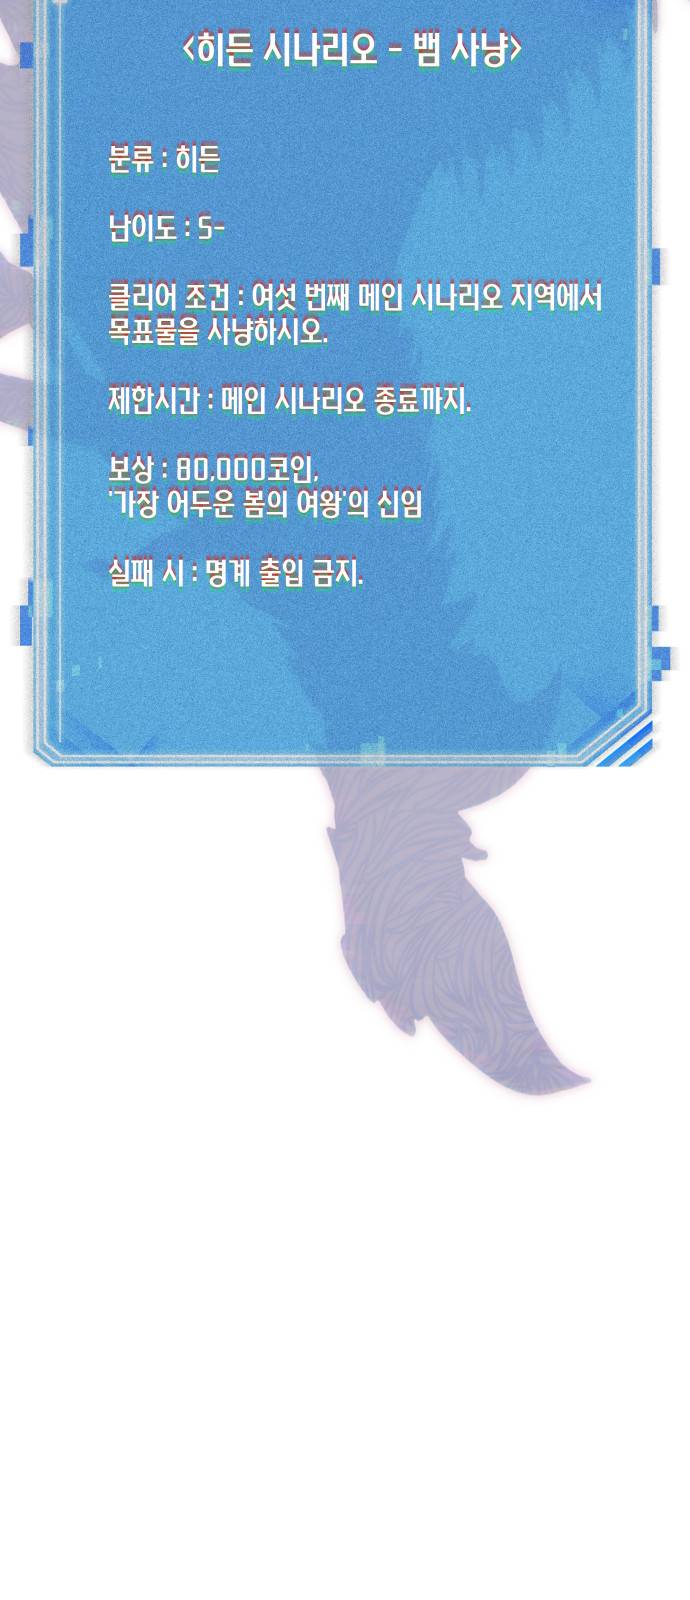 <히든 시나리오 - 뱀 사냥>
분류 : 히든
난이도 : S-
클리어 조건 : 여섯 번째 메인 시나리오 지역에서
목표물을 사냥하시오.
제한시간 : 메인 시나리오 종료까지.
보상 : 80,000코인,
'가장 어두운 봄의 여왕'의 신임
실패 시 : 명계 출입 금지.